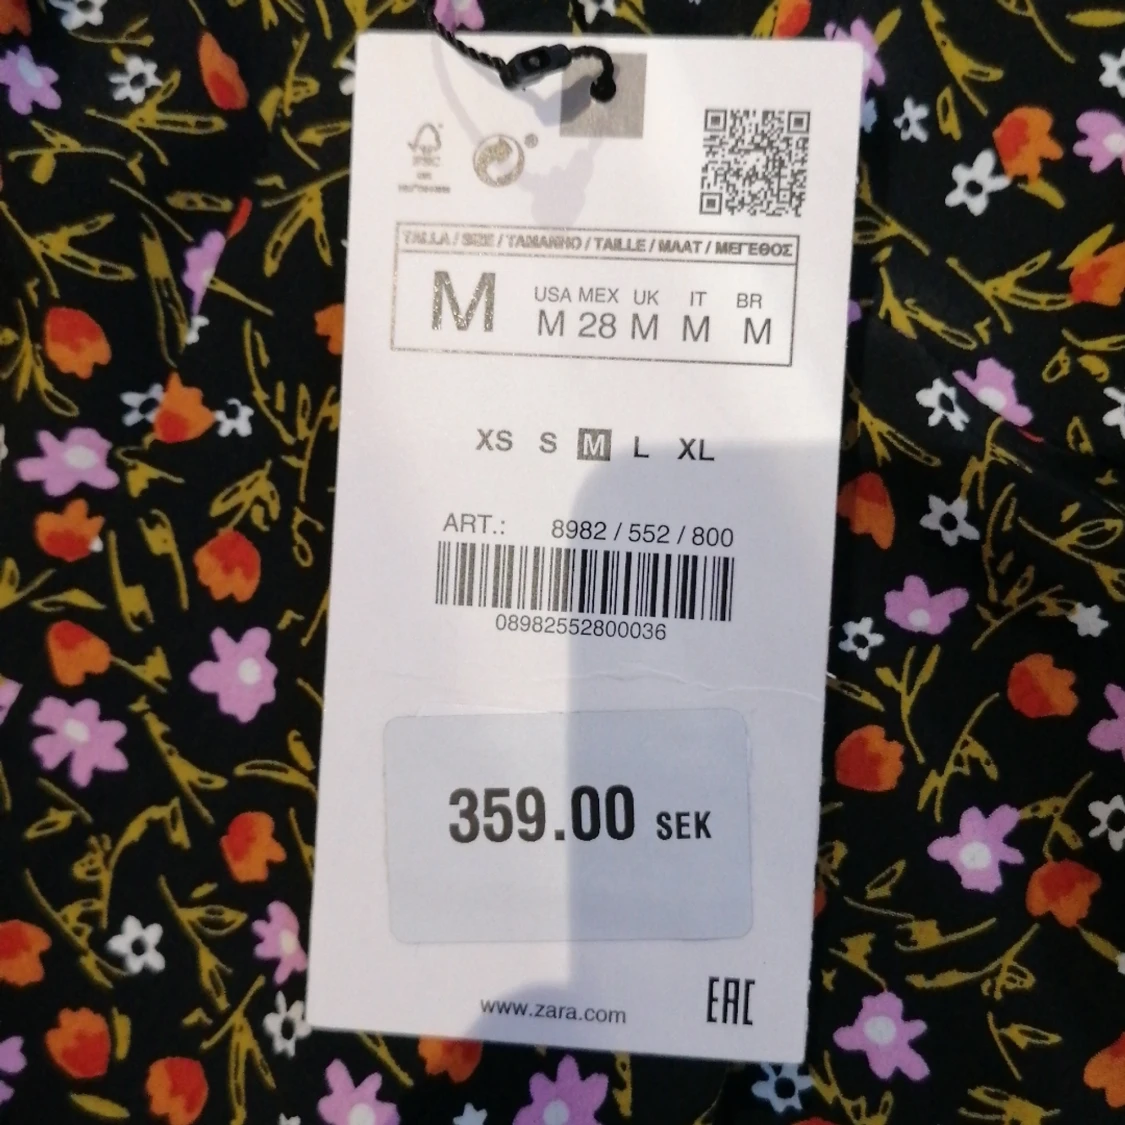 FSC
TALLA / SIZE / TAMANHO / TAILLE / MAAT / ΜΕΓΕΘΟΣ
M
USA MEX UK IT BR
M 28 M M M
XS S M L XL
ART.: 8982 / 552 / 800
08982552800036
359.00 SEK
www.zara.com
EAC